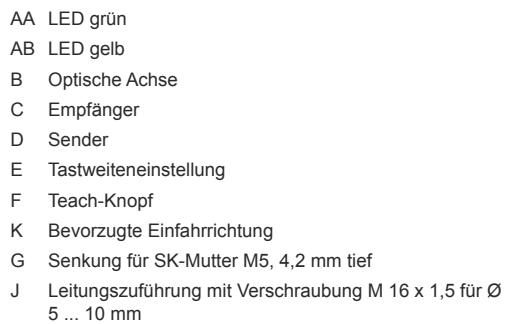 AA LED grün
AB LED gelb
B Optische Achse
C Empfänger
D Sender
E Tastweiteneinstellung
F Teach-Knopf
K Bevorzugte Einfahrrichtung
G Senkung für SK-Mutter M5, 4,2 mm tief
J Leitungszuführung mit Verschraubung M 16 x 1,5 für Ø
5 ... 10 mm